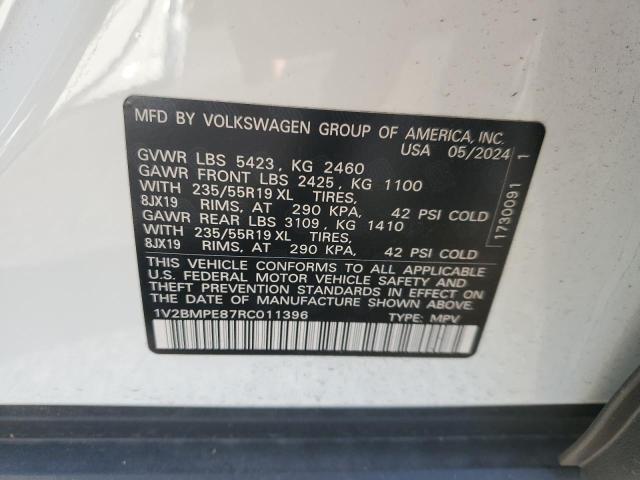 MFD BY VOLKSWAGEN GROUP OF AMERICA, INC.
USA 05/2024
GVWR LBS 5423, KG 2460
GAWR FRONT LBS 2425, KG 1100
WITH 235/55R19 XL TIRES,
8JX19 RIMS, AT 290 KPA, 42 PSI COLD
GAWR REAR LBS 3109, KG 1410
WITH 235/55R19 XL TIRES,
8JX19 RIMS, AT 290 KPA, 42 PSI COLD
THIS VEHICLE CONFORMS TO ALL APPLICABLE
U.S. FEDERAL MOTOR VEHICLE SAFETY AND
THEFT PREVENTION STANDARDS IN EFFECT ON
THE DATE OF MANUFACTURE SHOWN ABOVE.
1V2BMPE87RC011396 TYPE: MPV
1730091 1